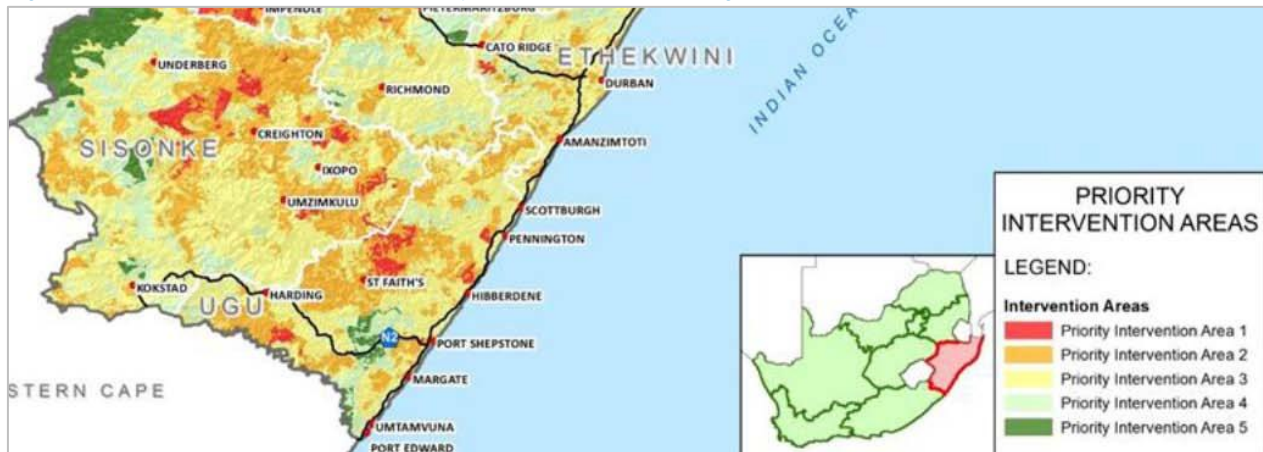 IMPENDLE
PIETERMARITZBURG
CATO RIDGE
ETHEKWINI
UNDERBERG
DURBAN
RICHMOND
INDIAN OCEA
CREIGHTON
AMANZIMTOTI
SISONKE
IXOPO
UMZIMKULU
SCOTTBURGH
PENNINGTON
ST FAITH'S
KOKSTAD
HARDING
HIBBERDENE
UGU
N2
PORT SHEPSTONE
MARGATE
STERN CAPE
UMTAMVUNA
PORT EDWARD
PRIORITY
INTERVENTION AREAS
LEGEND:
Intervention Areas
Priority Intervention Area 1
Priority Intervention Area 2
Priority Intervention Area 3
Priority Intervention Area 4
Priority Intervention Area 5